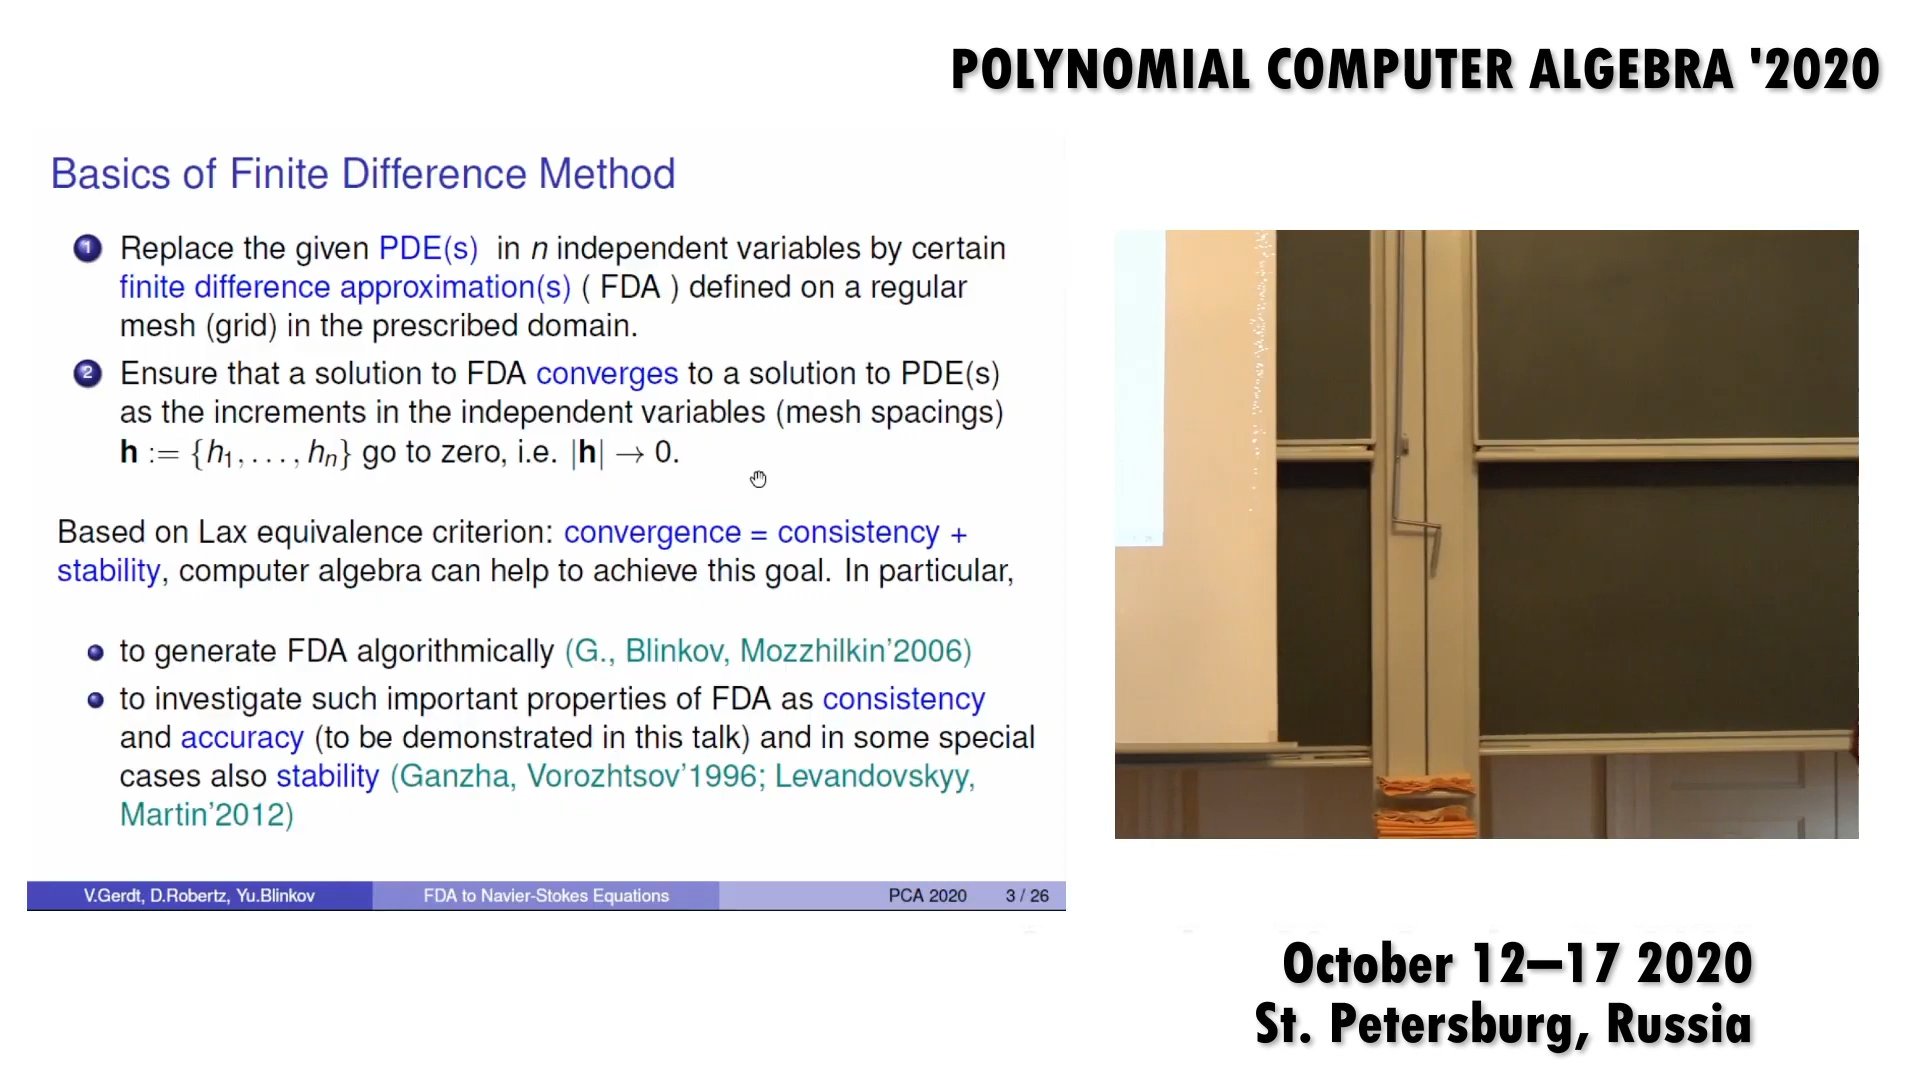 POLYNOMIAL COMPUTER ALGEBRA '2020
Basics of Finite Difference Method
1 Replace the given PDE(s) in n independent variables by certain
finite difference approximation(s) ( FDA ) defined on a regular
mesh (grid) in the prescribed domain.
2 Ensure that a solution to FDA converges to a solution to PDE(s)
as the increments in the independent variables (mesh spacings)
h := {h₁, . . . , hₙ} go to zero, i.e. |h| → 0.
Based on Lax equivalence criterion: convergence = consistency +
stability, computer algebra can help to achieve this goal. In particular,
to generate FDA algorithmically (G., Blinkov, Mozzhilkin'2006)
to investigate such important properties of FDA as consistency
and accuracy (to be demonstrated in this talk) and in some special
cases also stability (Ganzha, Vorozhtsov'1996; Levandovskyy,
Martin'2012)
V.Gerdt, D.Robertz, Yu.Blinkov FDA to Navier-Stokes Equations PCA 2020 3 / 26
October 12–17 2020
St. Petersburg, Russia